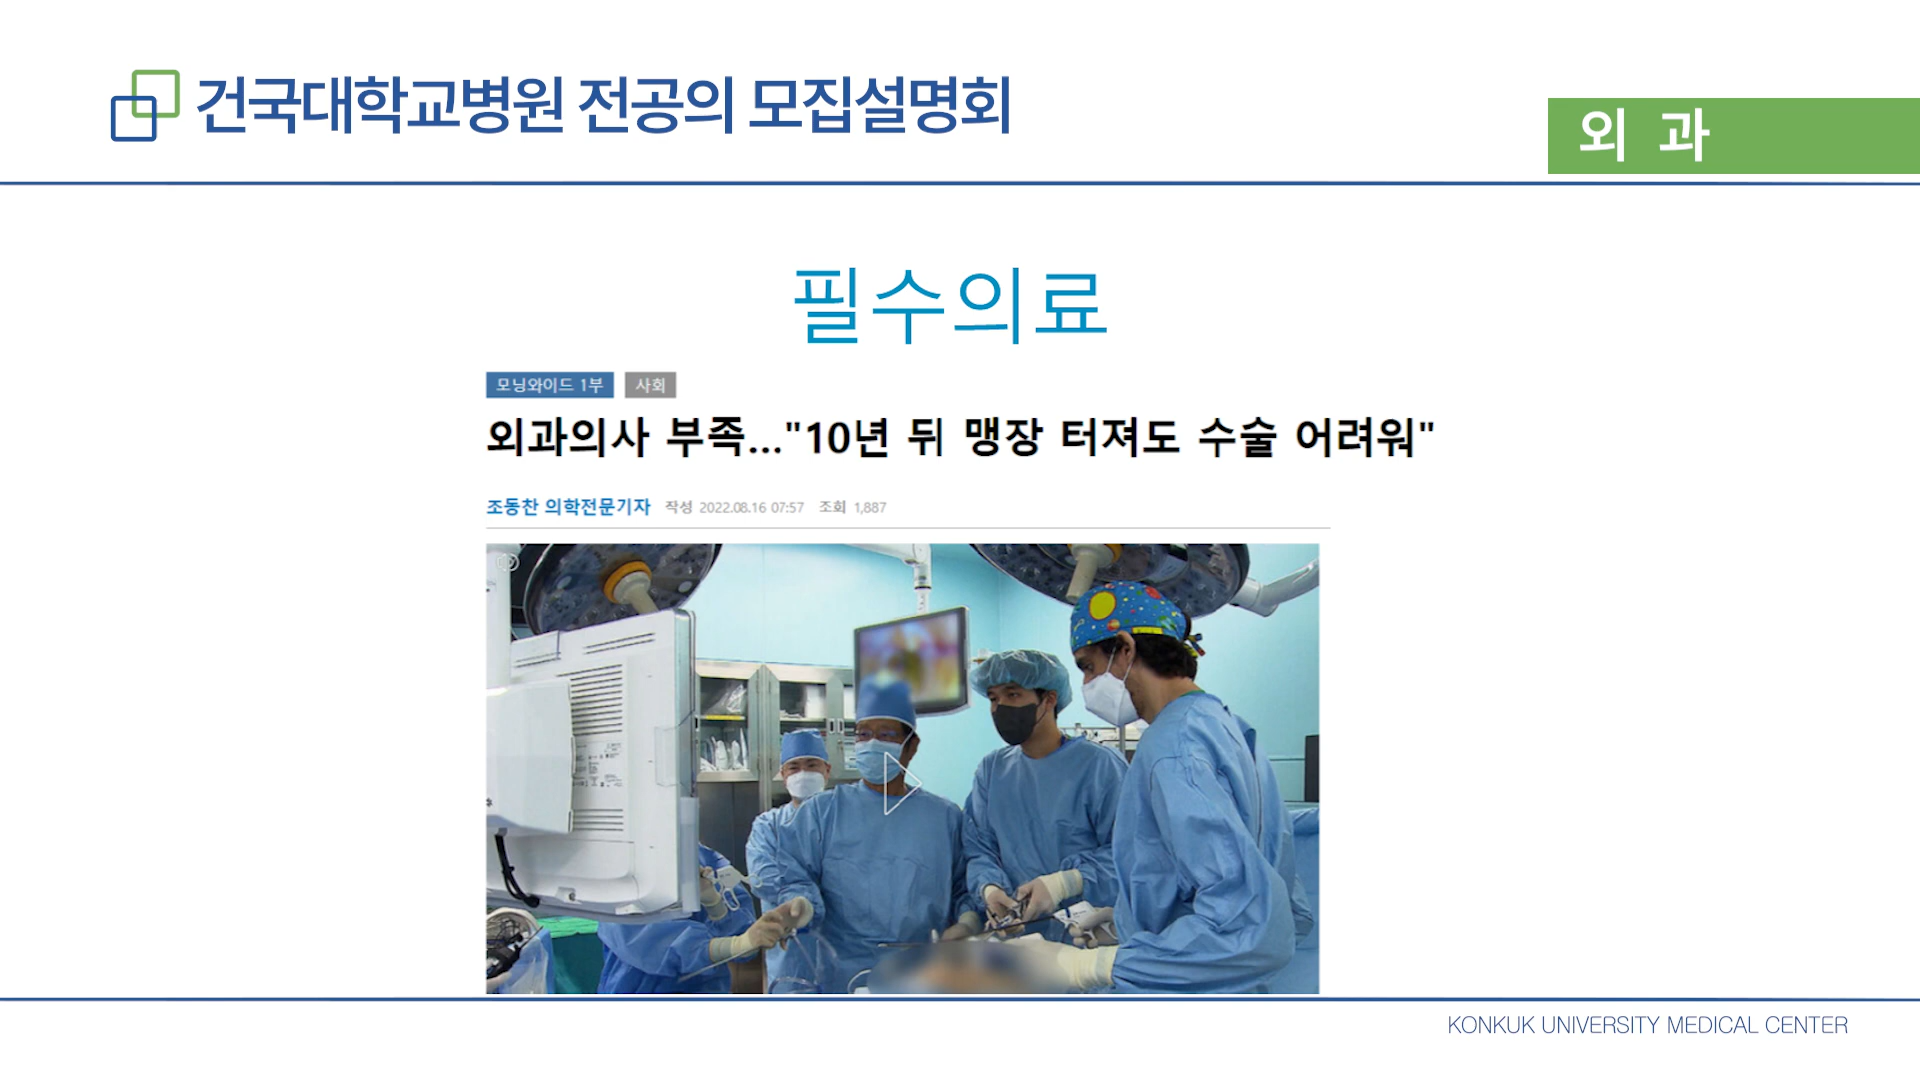 건국대학교병원 전공의 모집설명회
외 과
필수의료
모닝와이드 1부 사회
외과의사 부족..."10년 뒤 맹장 터져도 수술 어려워"
조동찬 의학전문기자 작성 2022.08.16 07:57 조회 1,887
KONKUK UNIVERSITY MEDICAL CENTER